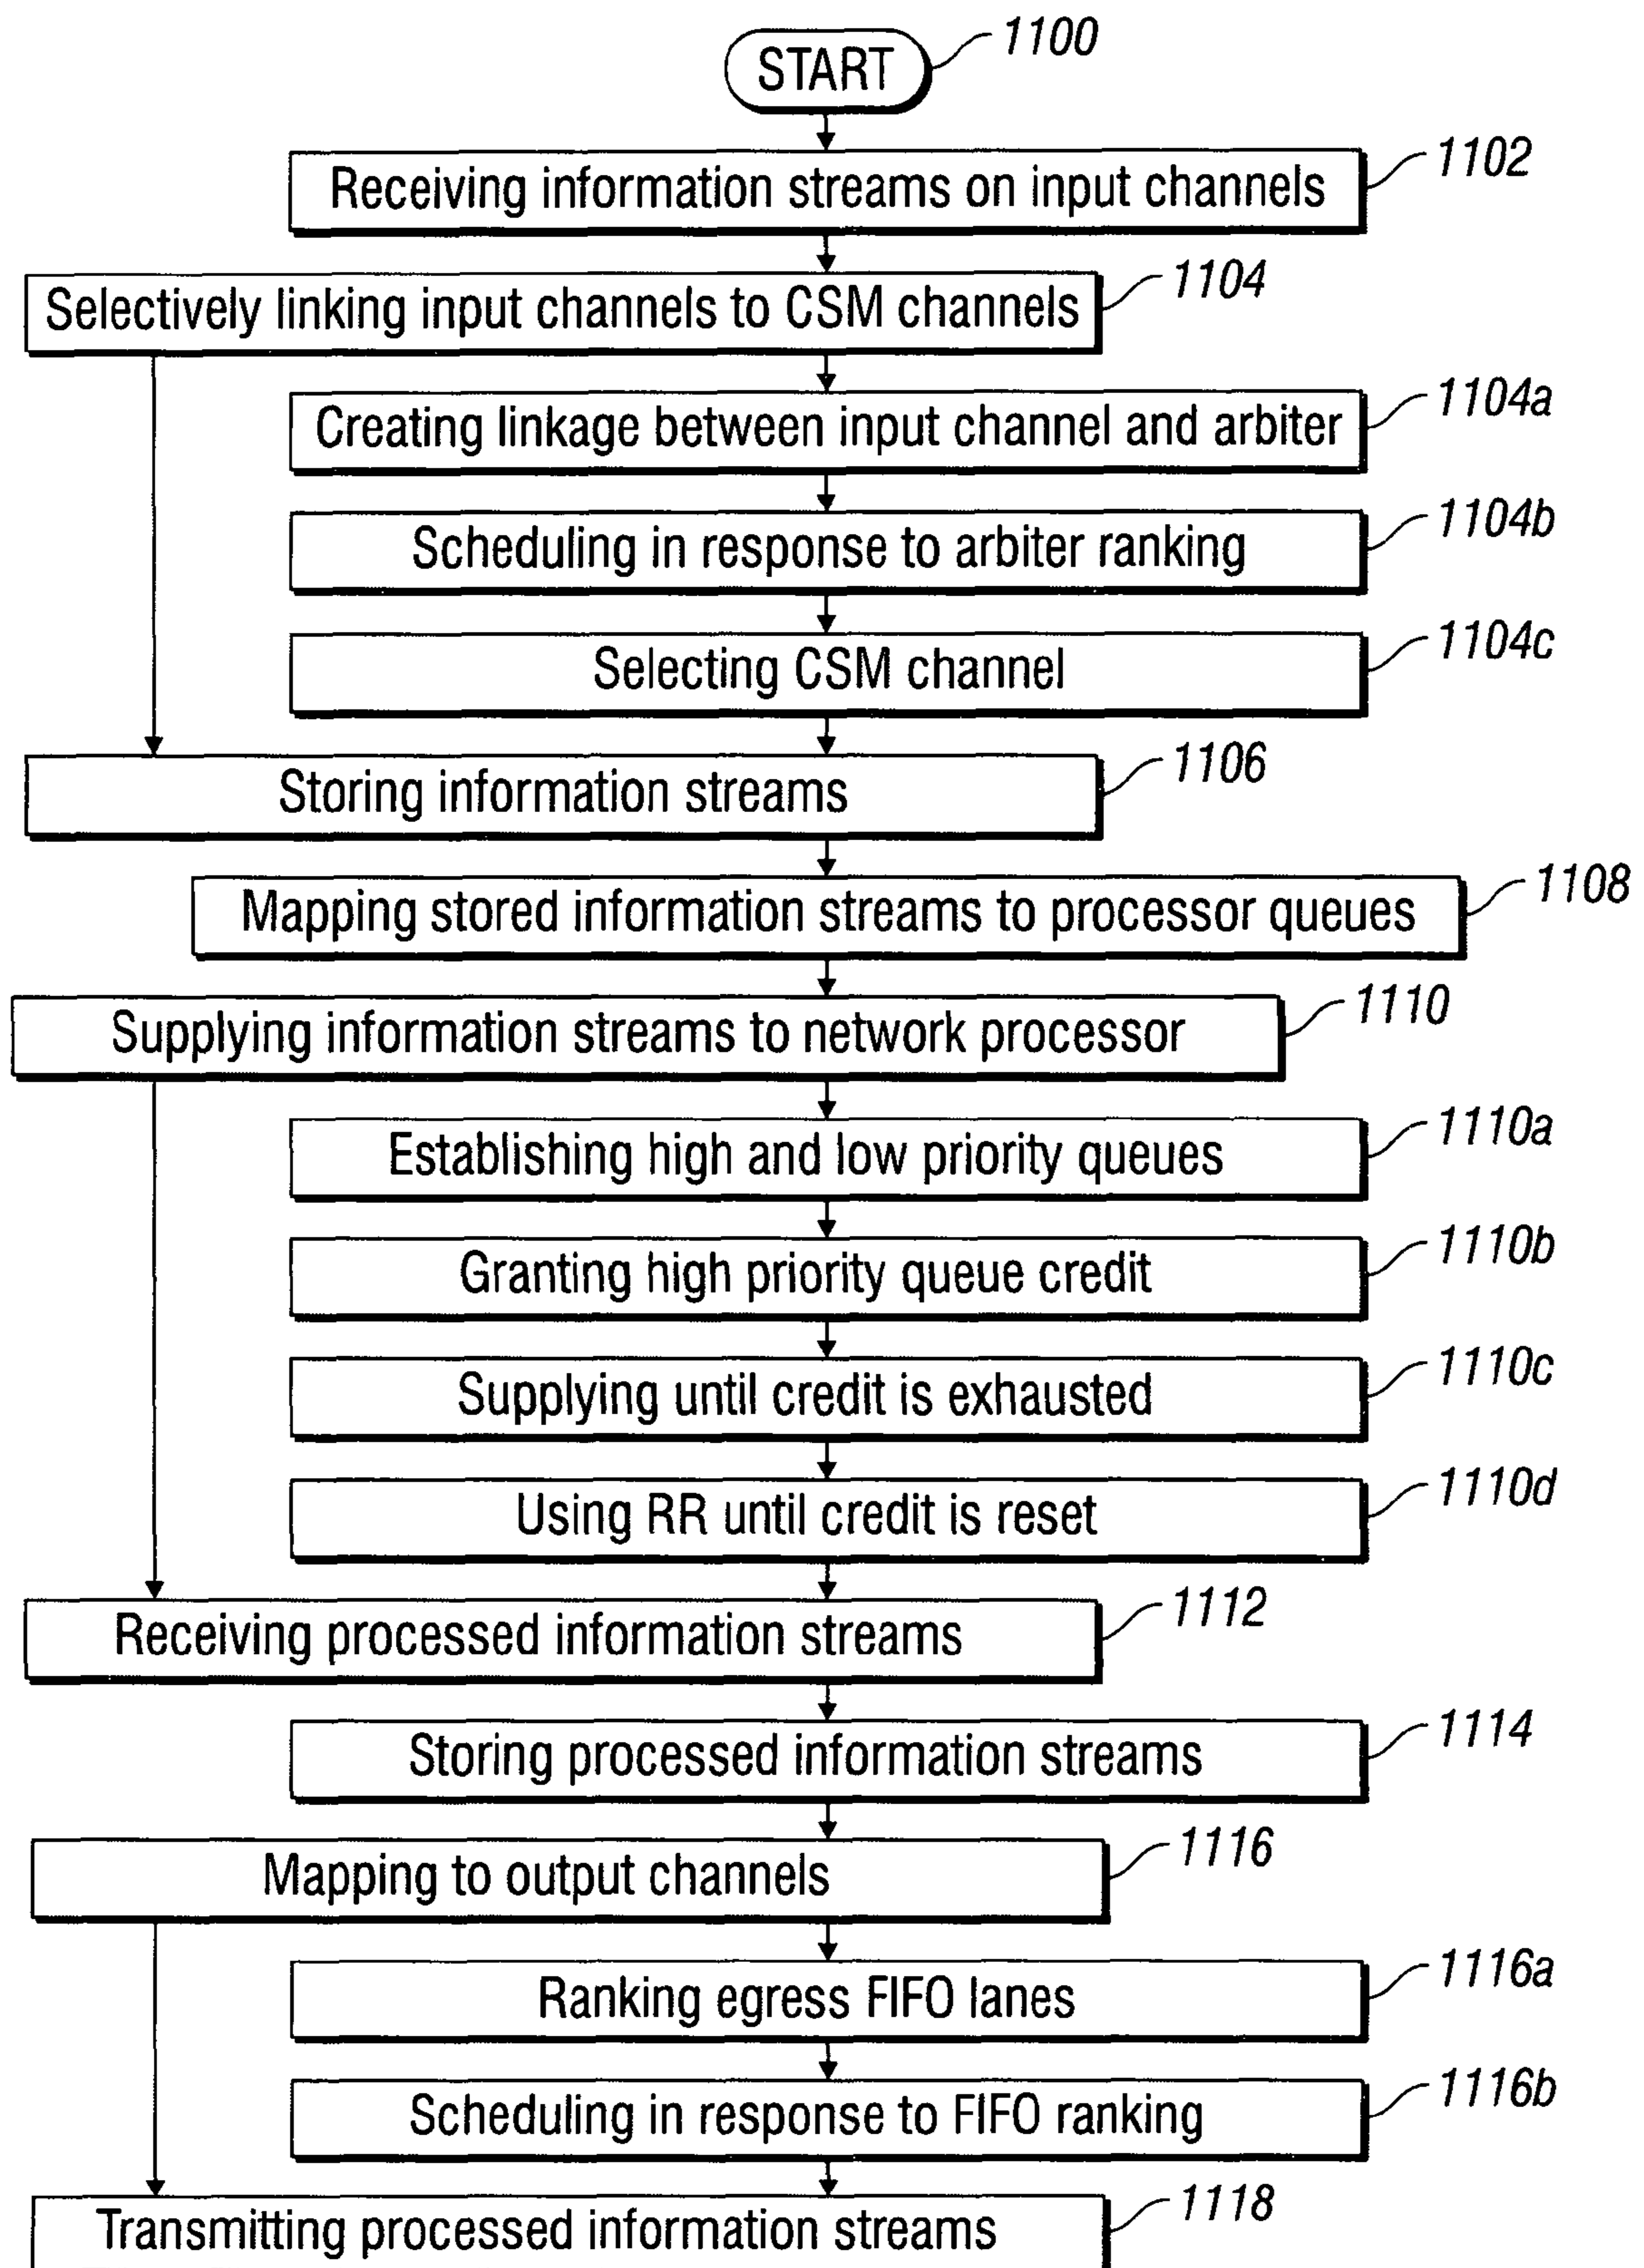 START 1100
Receiving information streams on input channels 1102
Selectively linking input channels to CSM channels 1104
Creating linkage between input channel and arbiter 1104a
Scheduling in response to arbiter ranking 1104b
Selecting CSM channel 1104c
Storing information streams 1106
Mapping stored information streams to processor queues 1108
Supplying information streams to network processor 1110
Establishing high and low priority queues 1110a
Granting high priority queue credit 1110b
Supplying until credit is exhausted 1110c
Using RR until credit is reset 1110d
Receiving processed information streams 1112
Storing processed information streams 1114
Mapping to output channels 1116
Ranking egress FIFO lanes 1116a
Scheduling in response to FIFO ranking 1116b
Transmitting processed information streams 1118